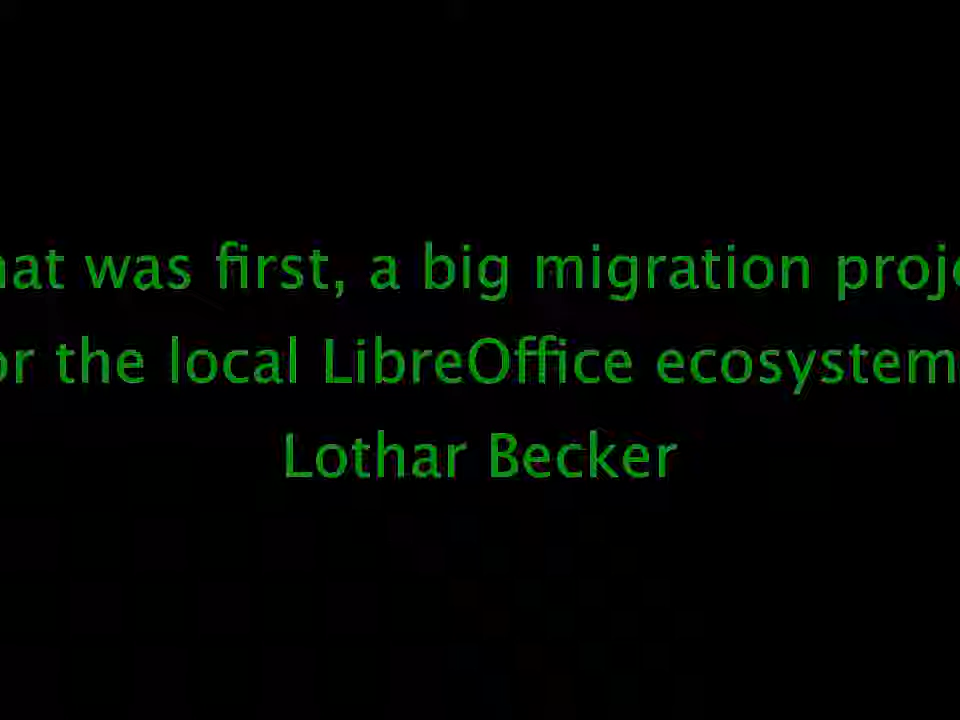 hat was first, a big migration proje
or the local LibreOffice ecosystem
Lothar Becker